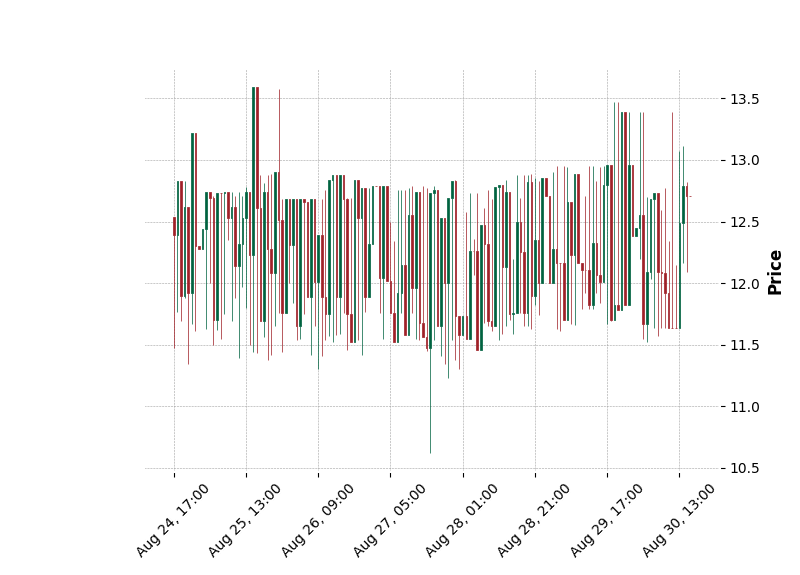 13.5
13.0
12.5
12.0
11.5
11.0
10.5
Price
Aug 24, 17:00
Aug 25, 13:00
Aug 26, 09:00
Aug 27, 05:00
Aug 28, 01:00
Aug 28, 21:00
Aug 29, 17:00
Aug 30, 13:00